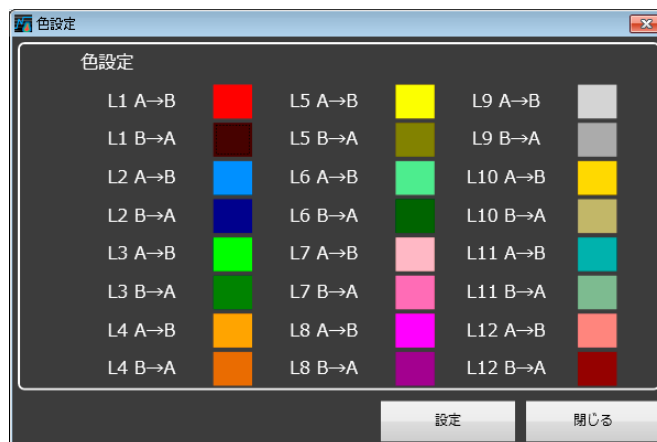 色設定
色設定
L1 A→B L5 A→B L9 A→B
L1 B→A L5 B→A L9 B→A
L2 A→B L6 A→B L10 A→B
L2 B→A L6 B→A L10 B→A
L3 A→B L7 A→B L11 A→B
L3 B→A L7 B→A L11 B→A
L4 A→B L8 A→B L12 A→B
L4 B→A L8 B→A L12 B→A
設定 閉じる